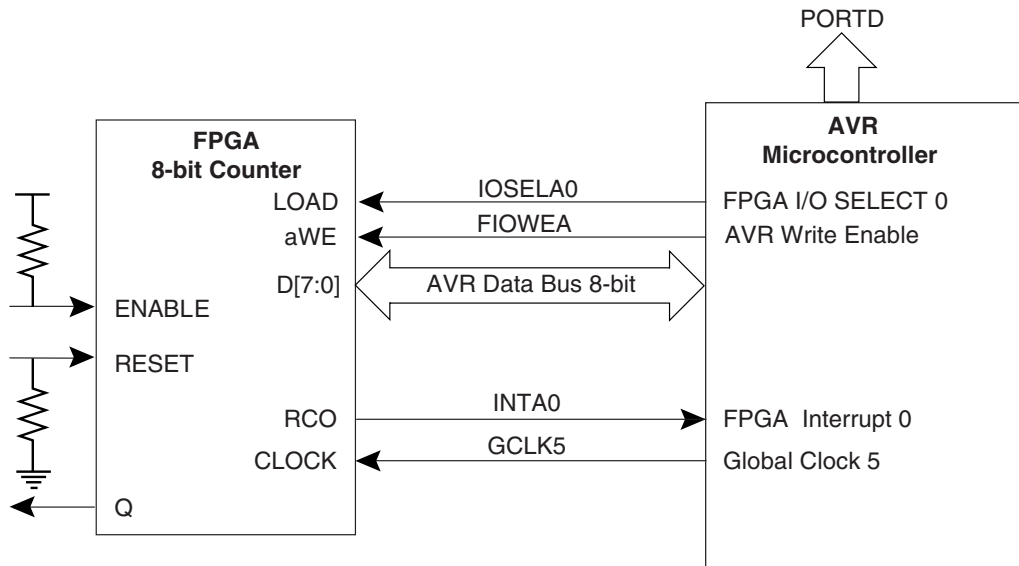 PORTD
FPGA
8-bit Counter
AVR
Microcontroller
LOAD
IOSELA0
FPGA I/O SELECT 0
aWE
FIOWEA
AVR Write Enable
D[7:0]
AVR Data Bus 8-bit
ENABLE
RESET
RCO
INTA0
FPGA Interrupt 0
CLOCK
GCLK5
Global Clock 5
Q